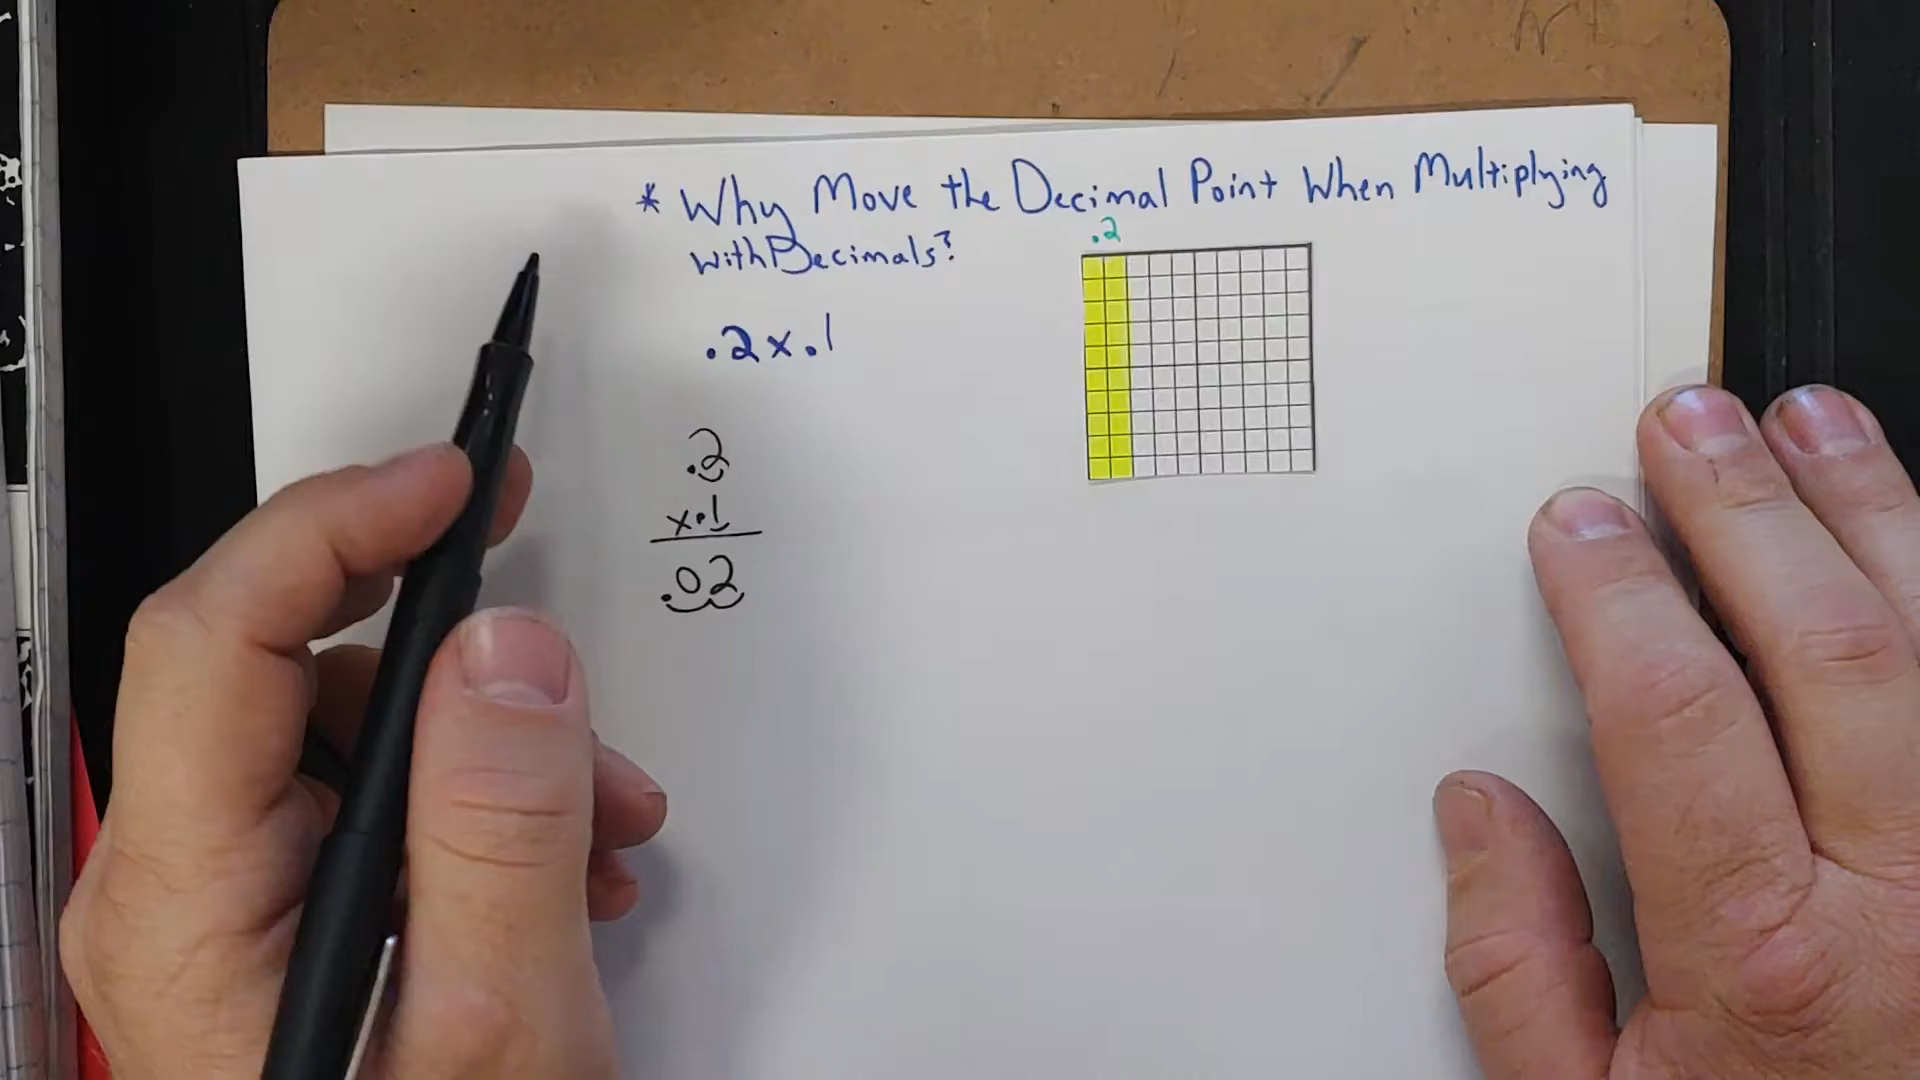 * Why Move the Decimal Point When Multiplying
with Decimals?
.2
.2 x .1
.2
x.1
.02